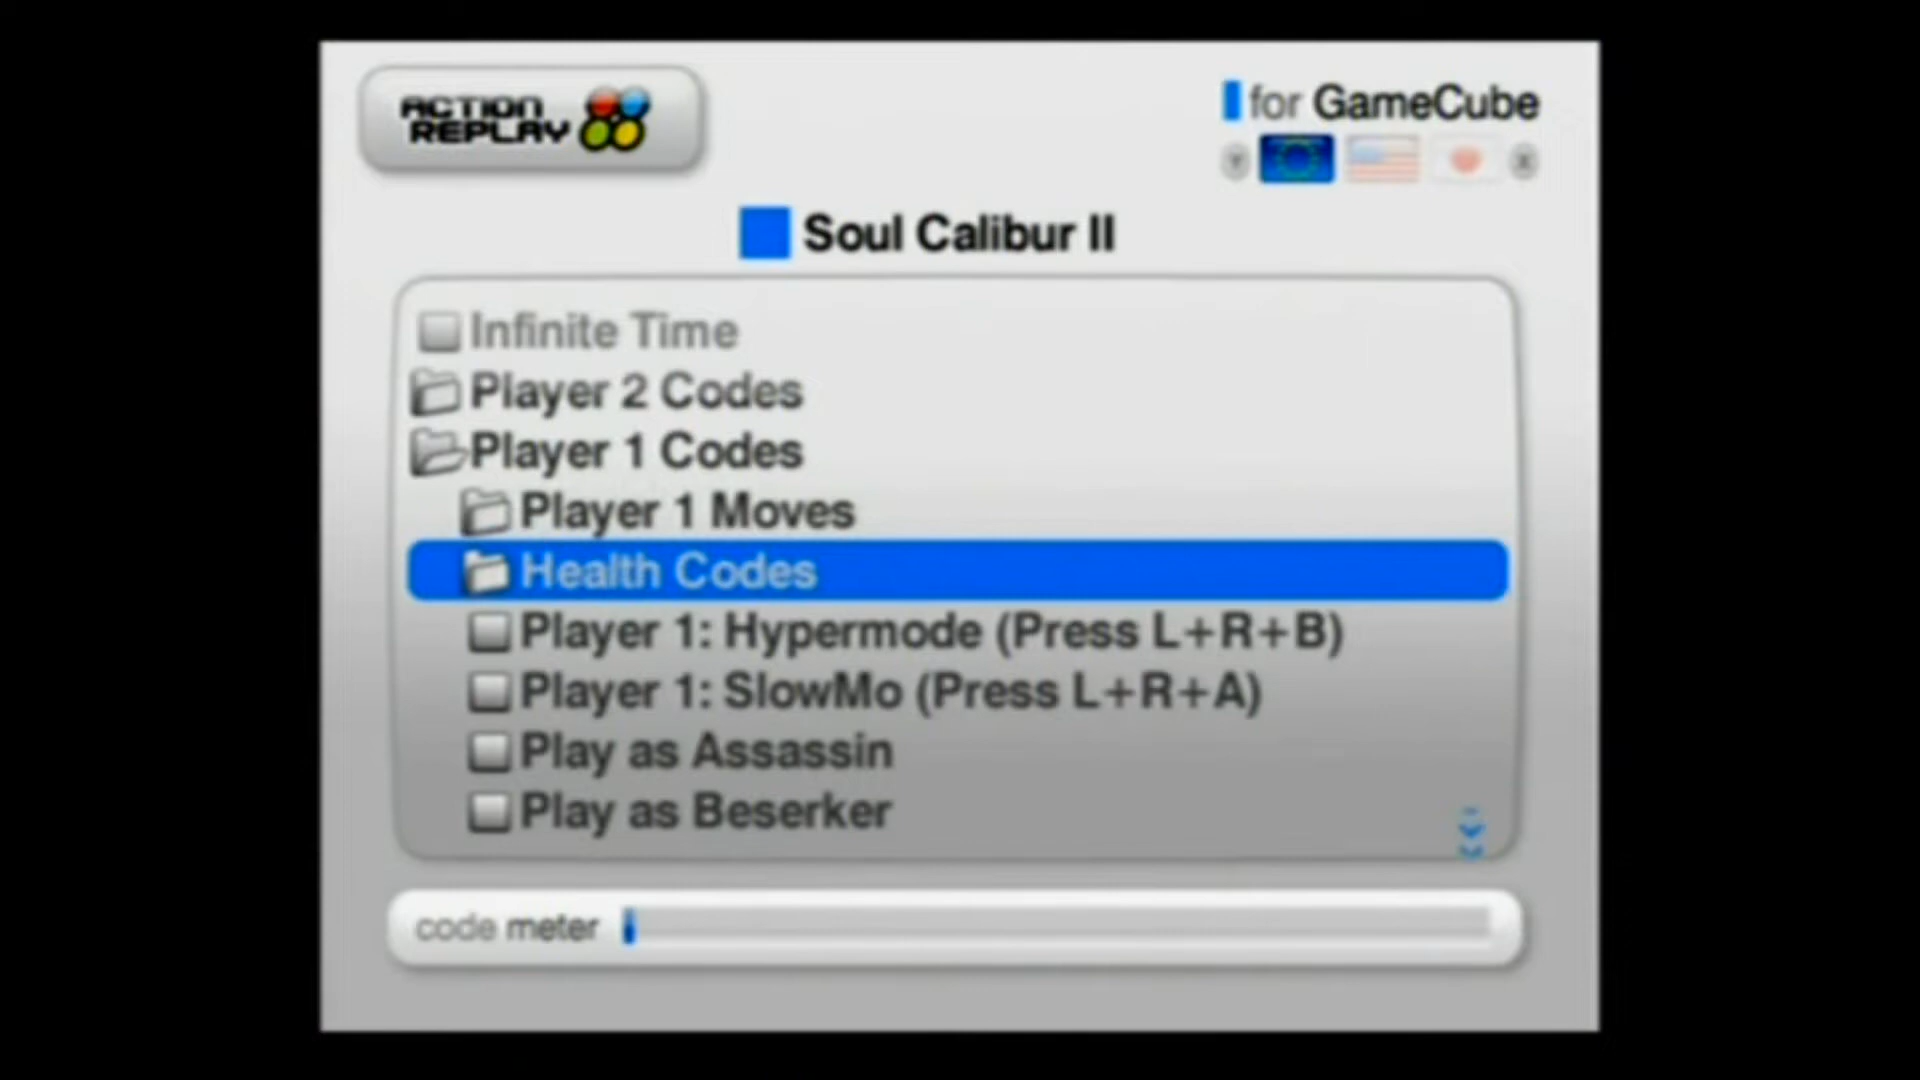 ACTION
REPLAY
for GameCube
Y X
Soul Calibur II
Infinite Time
Player 2 Codes
Player 1 Codes
Player 1 Moves
Health Codes
Player 1: Hypermode (Press L+R+B)
Player 1: SlowMo (Press L+R+A)
Play as Assassin
Play as Beserker
code meter